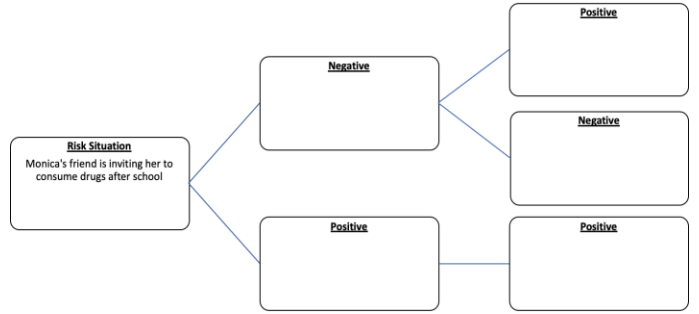 Risk Situation
Monica's friend is inviting her to
consume drugs after school
Negative
Positive
Positive
Negative
Positive